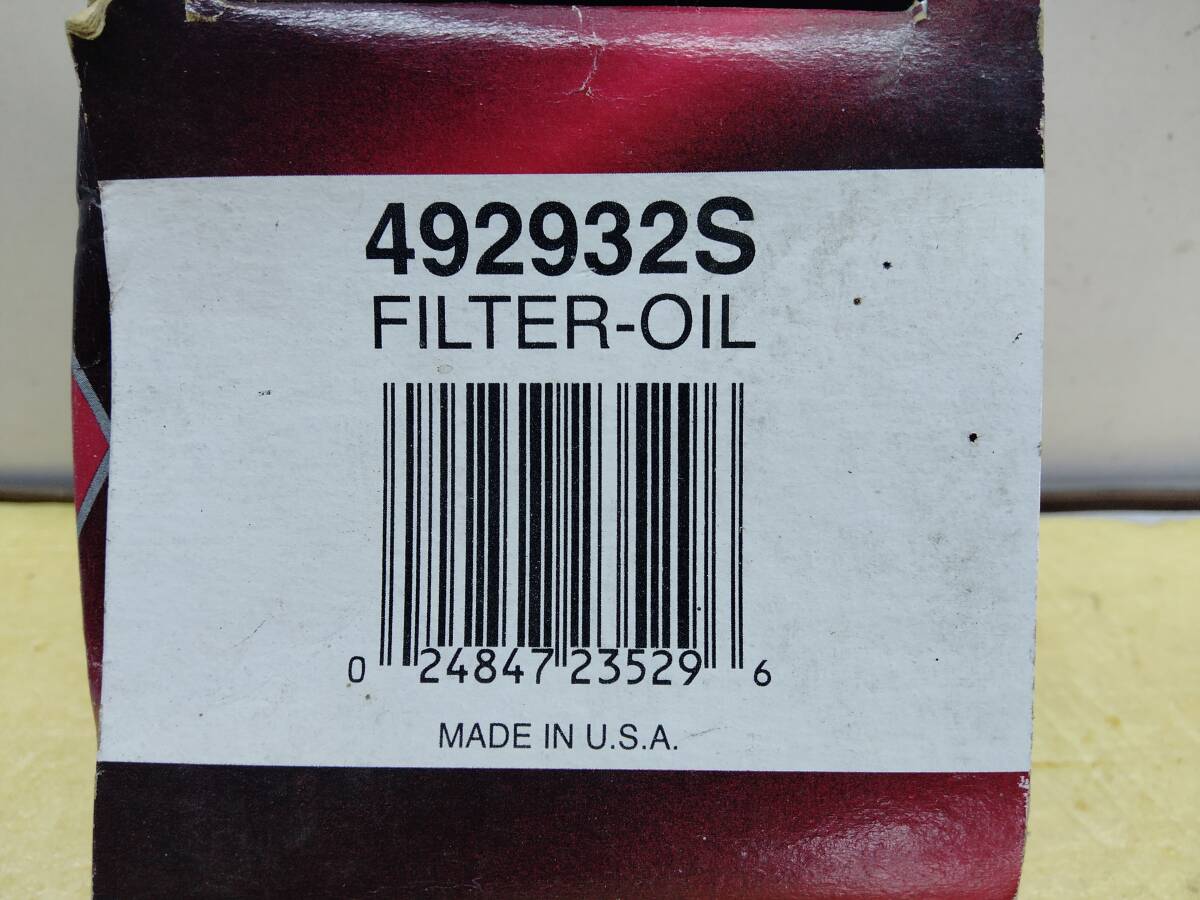 492932S
FILTER-OIL
0 24847 23529 6
MADE IN U.S.A.